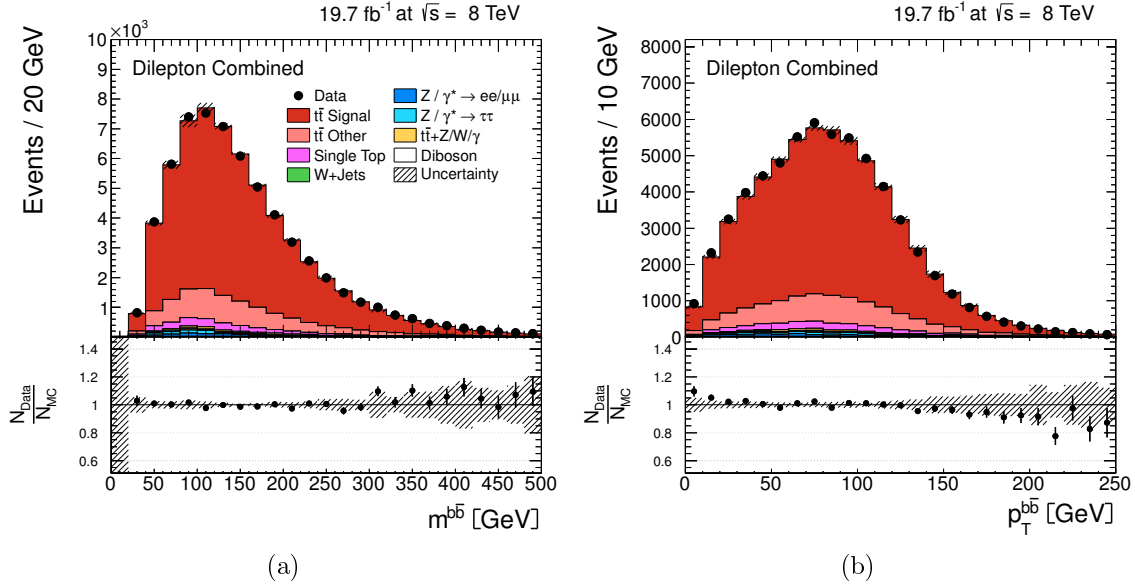 19.7 fb⁻¹ at √s = 8 TeV
×10³
Events / 20 GeV
10
9
8
7
6
5
4
3
2
1
Dilepton Combined
Data
tt̄ Signal
tt̄ Other
Single Top
W+Jets
Z / γ* → ee/μμ
Z / γ* → ττ
tt̄+Z/W/γ
Diboson
Uncertainty
N_Data
N_MC
1.4
1.2
1
0.8
0.6
0 50 100 150 200 250 300 350 400 450 500
m^bb̄ [GeV]
(a)
19.7 fb⁻¹ at √s = 8 TeV
Events / 10 GeV
8000
7000
6000
5000
4000
3000
2000
1000
0
Dilepton Combined
N_Data
N_MC
1.4
1.2
1
0.8
0.6
0 50 100 150 200 250
p_T^bb̄ [GeV]
(b)